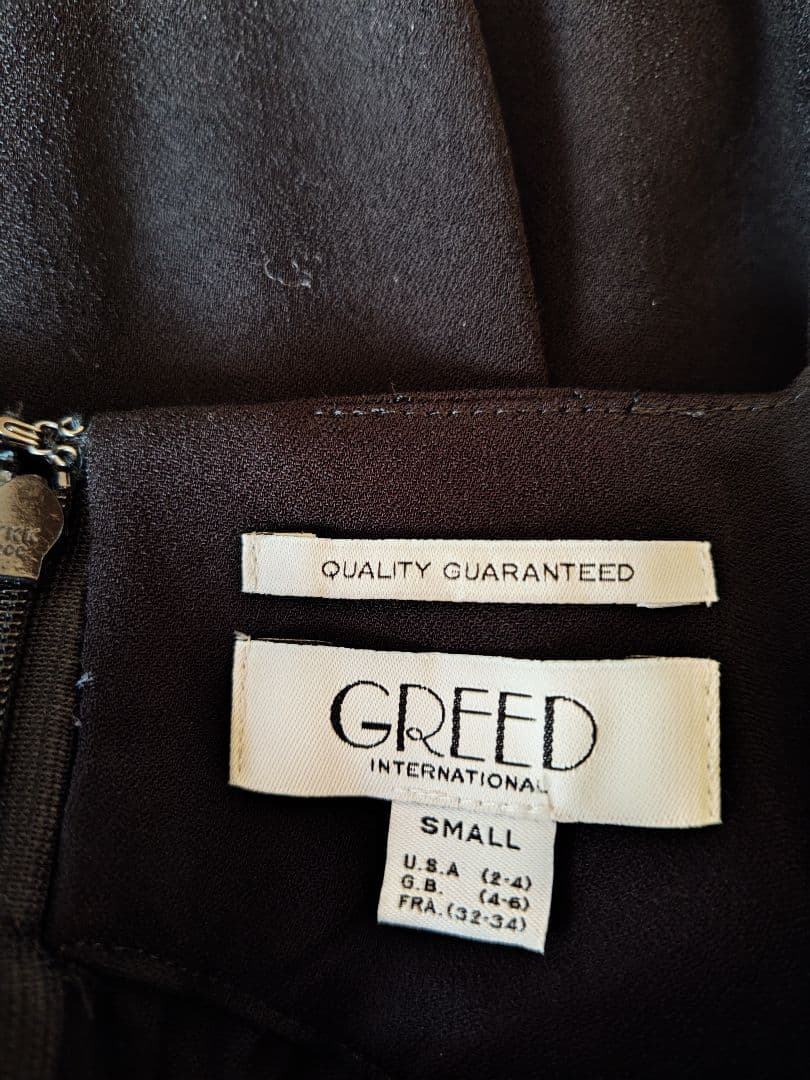 QUALITY GUARANTEED
GREED
INTERNATIONAL
SMALL
U.S.A (2-4)
G.B. (4-6)
FRA. (32-34)